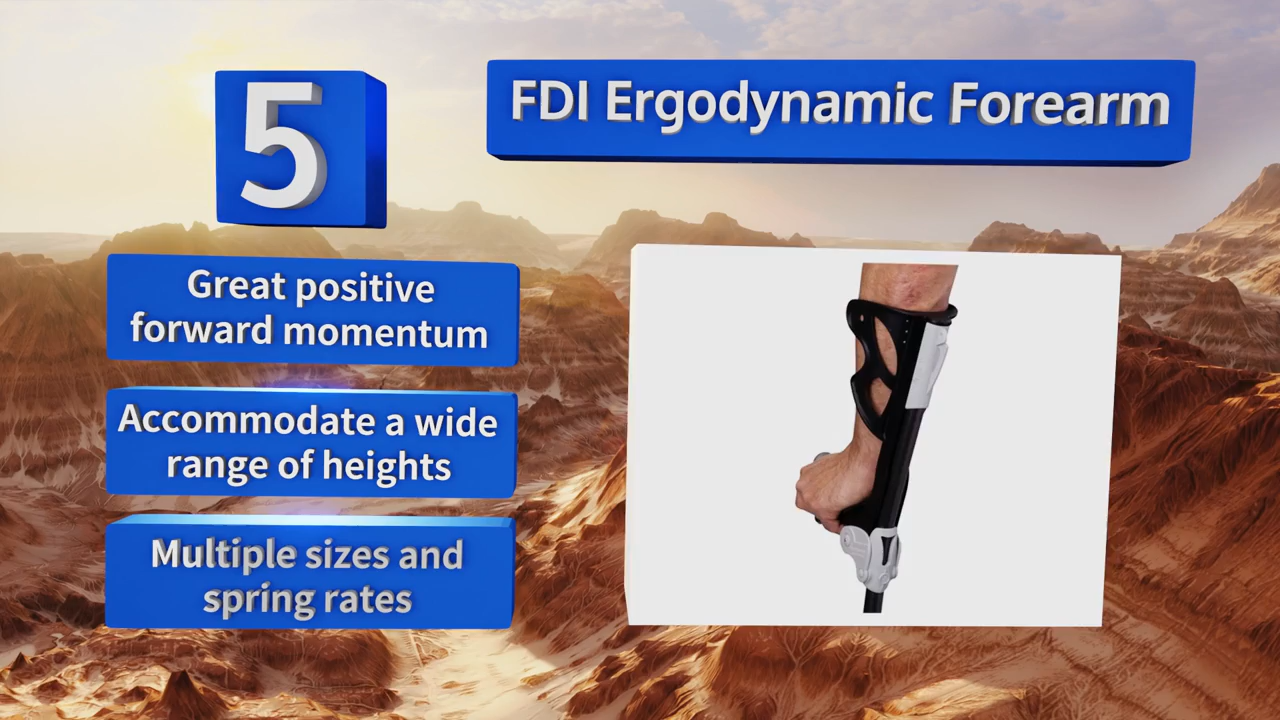 5
FDI Ergodynamic Forearm
Great positive
forward momentum
Accommodate a wide
range of heights
Multiple sizes and
spring rates